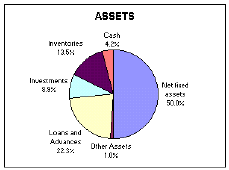 ASSETS
Cash
4.2%
Inventories
13.5%
Investments
8.9%
Net fixed
assets
50.0%
Loans and
Advances
22.3%
Other Assets
1.0%